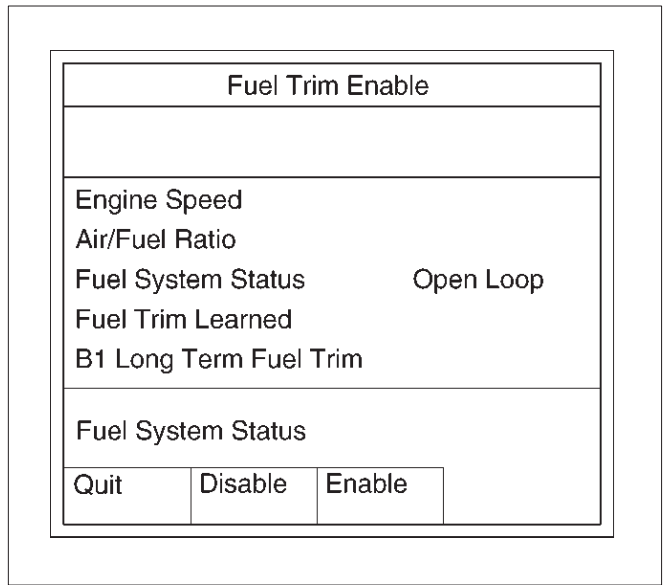 Fuel Trim Enable
Engine Speed
Air/Fuel Ratio
Fuel System Status Open Loop
Fuel Trim Learned
B1 Long Term Fuel Trim
Fuel System Status
Quit Disable Enable